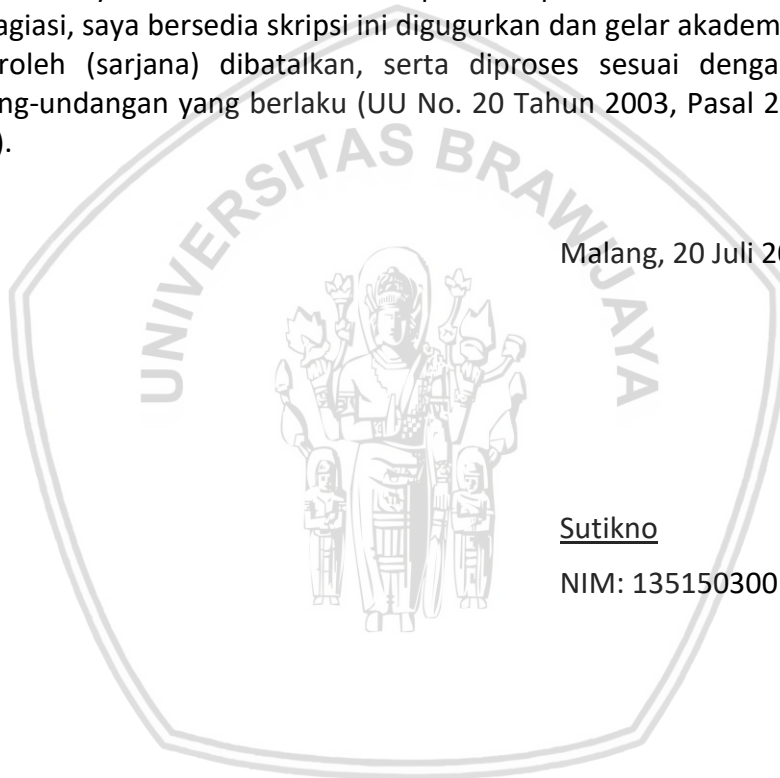 agiasi, saya bersedia skripsi ini digugurkan dan gelar akadem
roleh (sarjana) dibatalkan, serta diproses sesuai denga
ng-undangan yang berlaku (UU No. 20 Tahun 2003, Pasal 2
).
UNIVERSITAS BRAWIJAYA
Malang, 20 Juli 20
Sutikno
NIM: 135150300